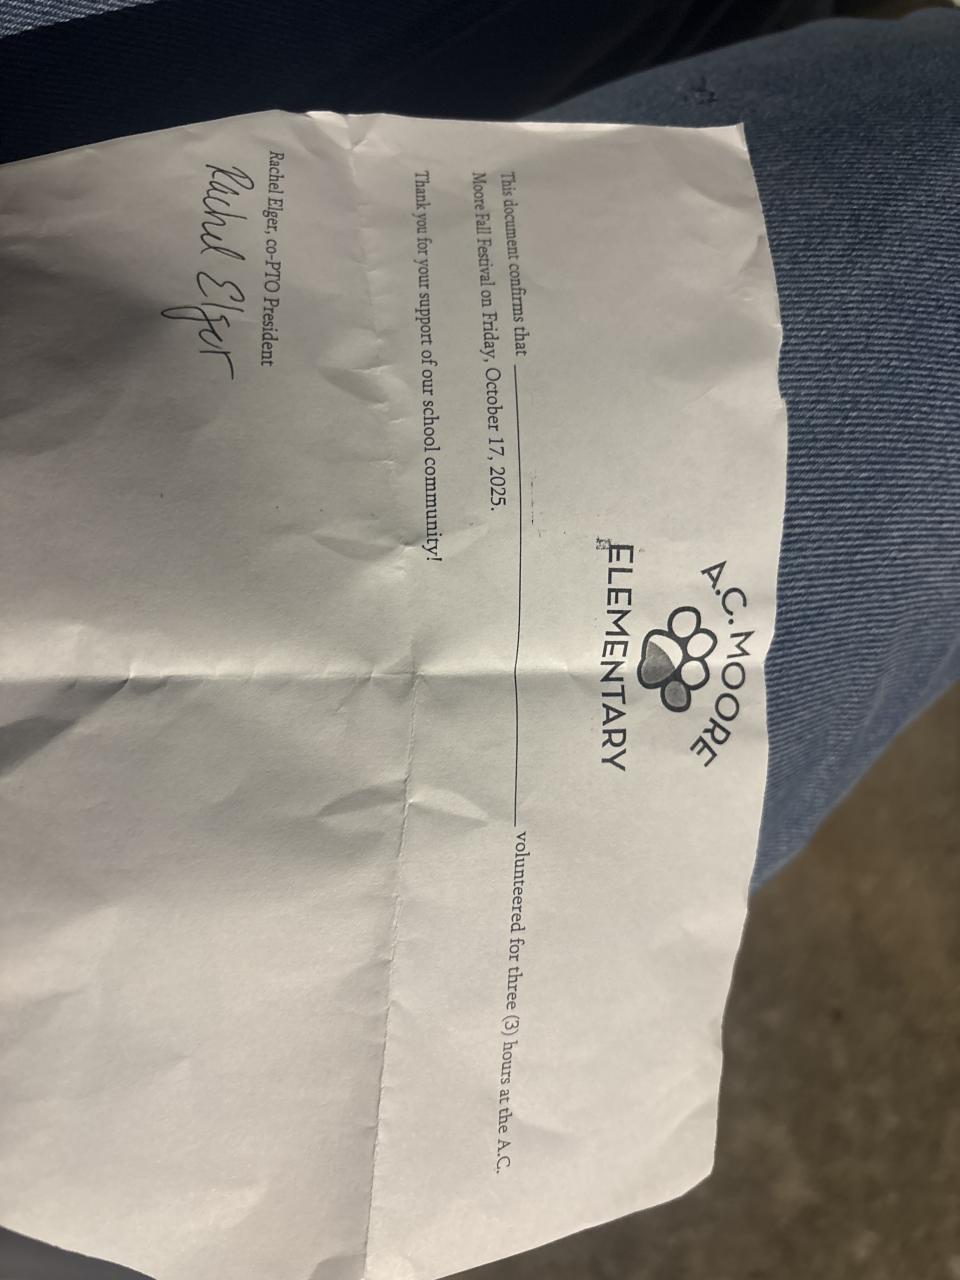 A.C. MOORE
ELEMENTARY
This document confirms that ____________________ volunteered for three (3) hours at the A.C.
Moore Fall Festival on Friday, October 17, 2025.
Thank you for your support of our school community!
Rachel Elger, co-PTO President
Rachel Elger